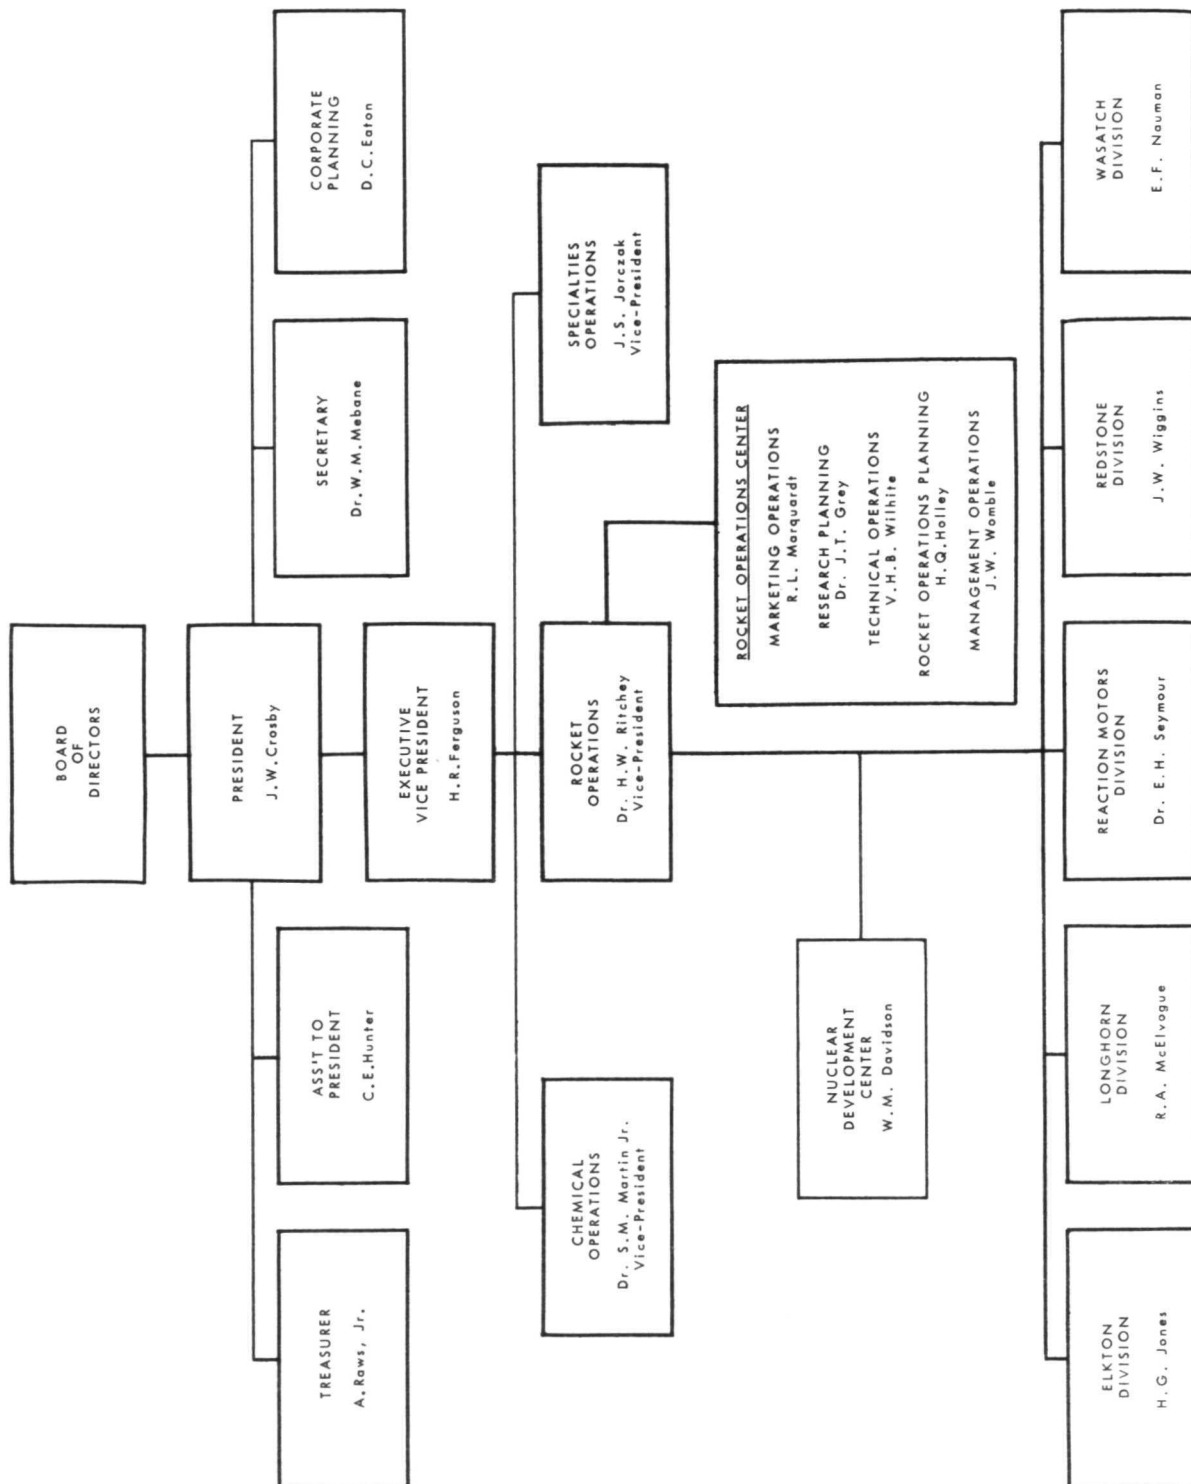 BOARD
OF
DIRECTORS
PRESIDENT
J.W.Crosby
TREASURER
A.Raws, Jr.
ASS'T TO
PRESIDENT
C.E.Hunter
SECRETARY
Dr.W.M.Mebane
CORPORATE
PLANNING
D.C.Eaton
EXECUTIVE
VICE PRESIDENT
H.R.Ferguson
CHEMICAL
OPERATIONS
Dr. S.M. Martin Jr.
Vice-President
ROCKET
OPERATIONS
Dr. H.W. Ritchey
Vice-President
SPECIALTIES
OPERATIONS
J.S. Jorczak
Vice-President
ROCKET OPERATIONS CENTER
MARKETING OPERATIONS
R.L. Marquardt
RESEARCH PLANNING
Dr. J.T. Grey
TECHNICAL OPERATIONS
V.H.B. Wilhite
ROCKET OPERATIONS PLANNING
H.Q.Holley
MANAGEMENT OPERATIONS
J.W. Womble
NUCLEAR
DEVELOPMENT
CENTER
W.M. Davidson
ELKTON
DIVISION
H.G. Jones
LONGHORN
DIVISION
R.A. McElvogue
REACTION MOTORS
DIVISION
Dr. E.H. Seymour
REDSTONE
DIVISION
J.W. Wiggins
WASATCH
DIVISION
E.F. Nauman